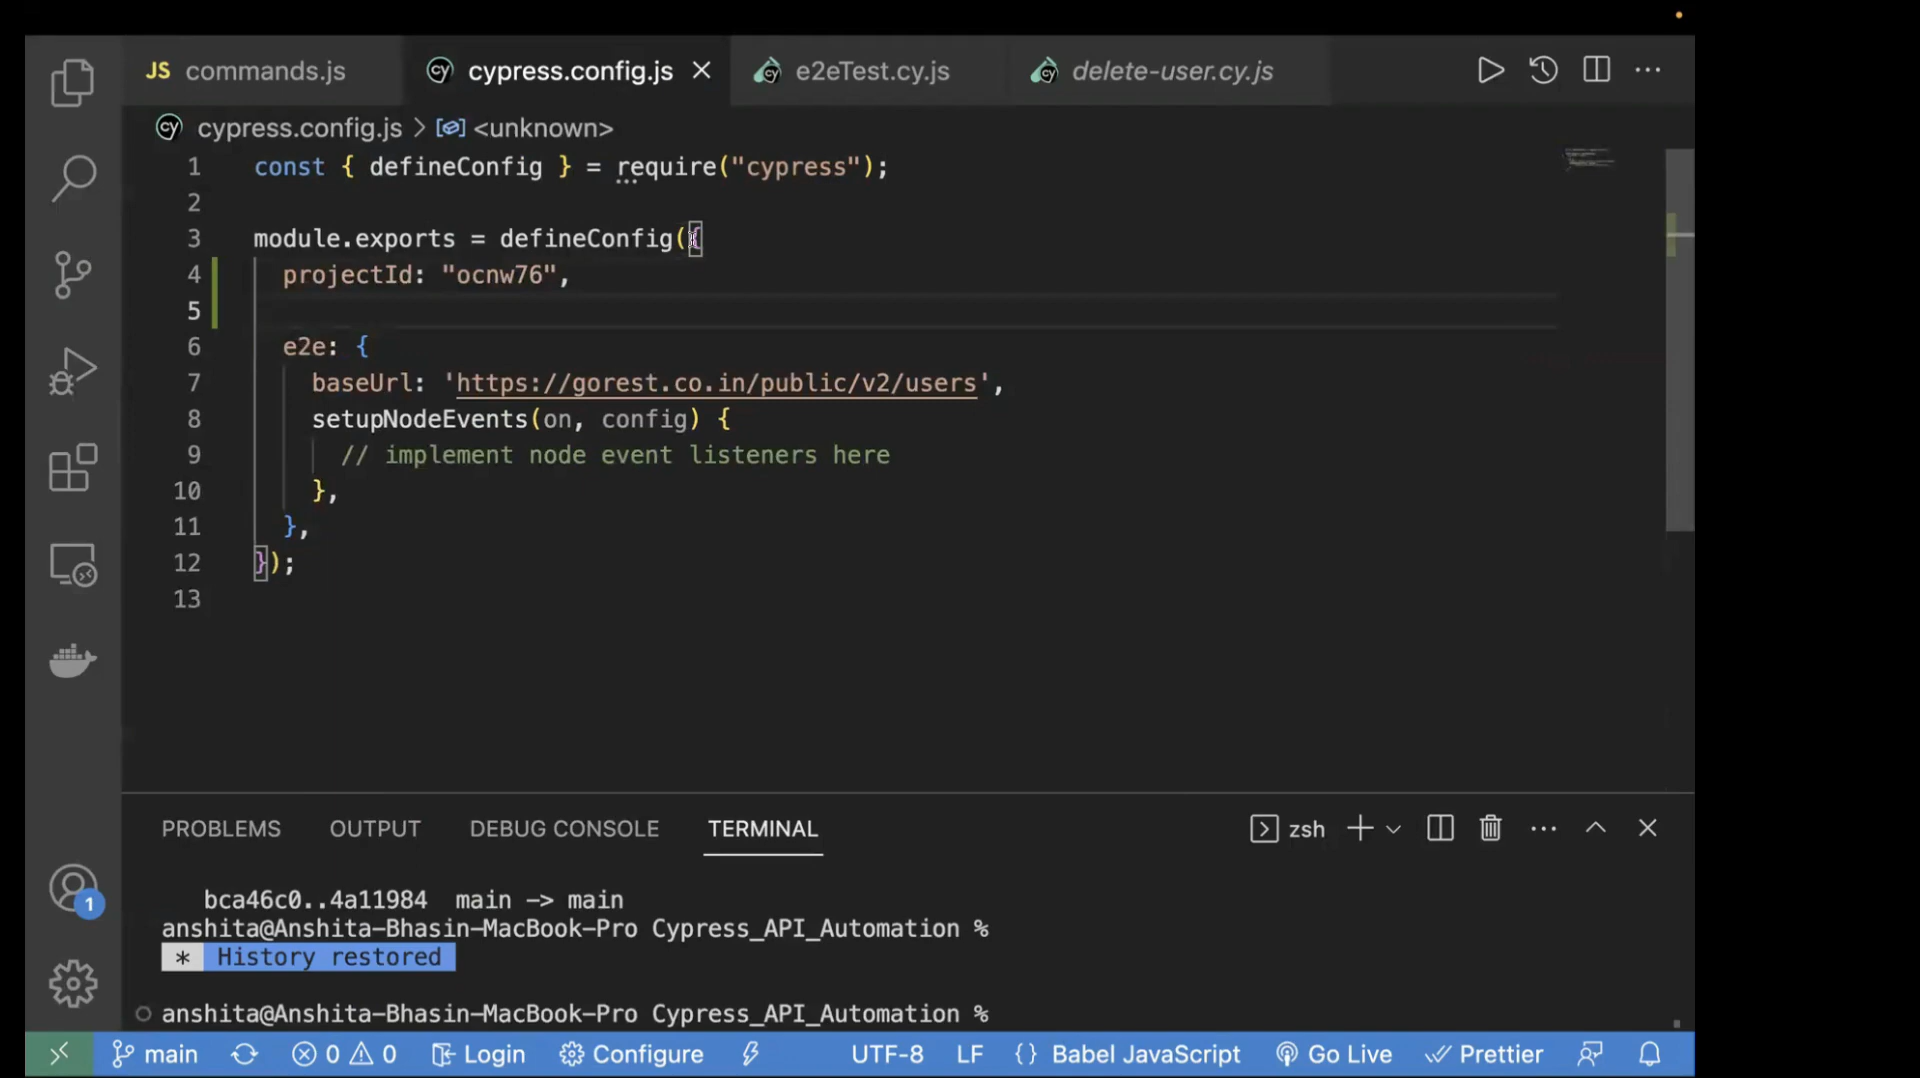 JS commands.js cypress.config.js e2eTest.cy.js delete-user.cy.js
cypress.config.js > <unknown>
1 const { defineConfig } = require("cypress");
2
3 module.exports = defineConfig({
4 projectId: "ocnw76",
5
6 e2e: {
7 baseUrl: 'https://gorest.co.in/public/v2/users',
8 setupNodeEvents(on, config) {
9 // implement node event listeners here
10 },
11 },
12 });
13
PROBLEMS OUTPUT DEBUG CONSOLE TERMINAL zsh
bca46c0..4a11984 main -> main
anshita@Anshita-Bhasin-MacBook-Pro Cypress_API_Automation %
* History restored
anshita@Anshita-Bhasin-MacBook-Pro Cypress_API_Automation %
1
main 0 0 Login Configure UTF-8 LF {} Babel JavaScript Go Live Prettier